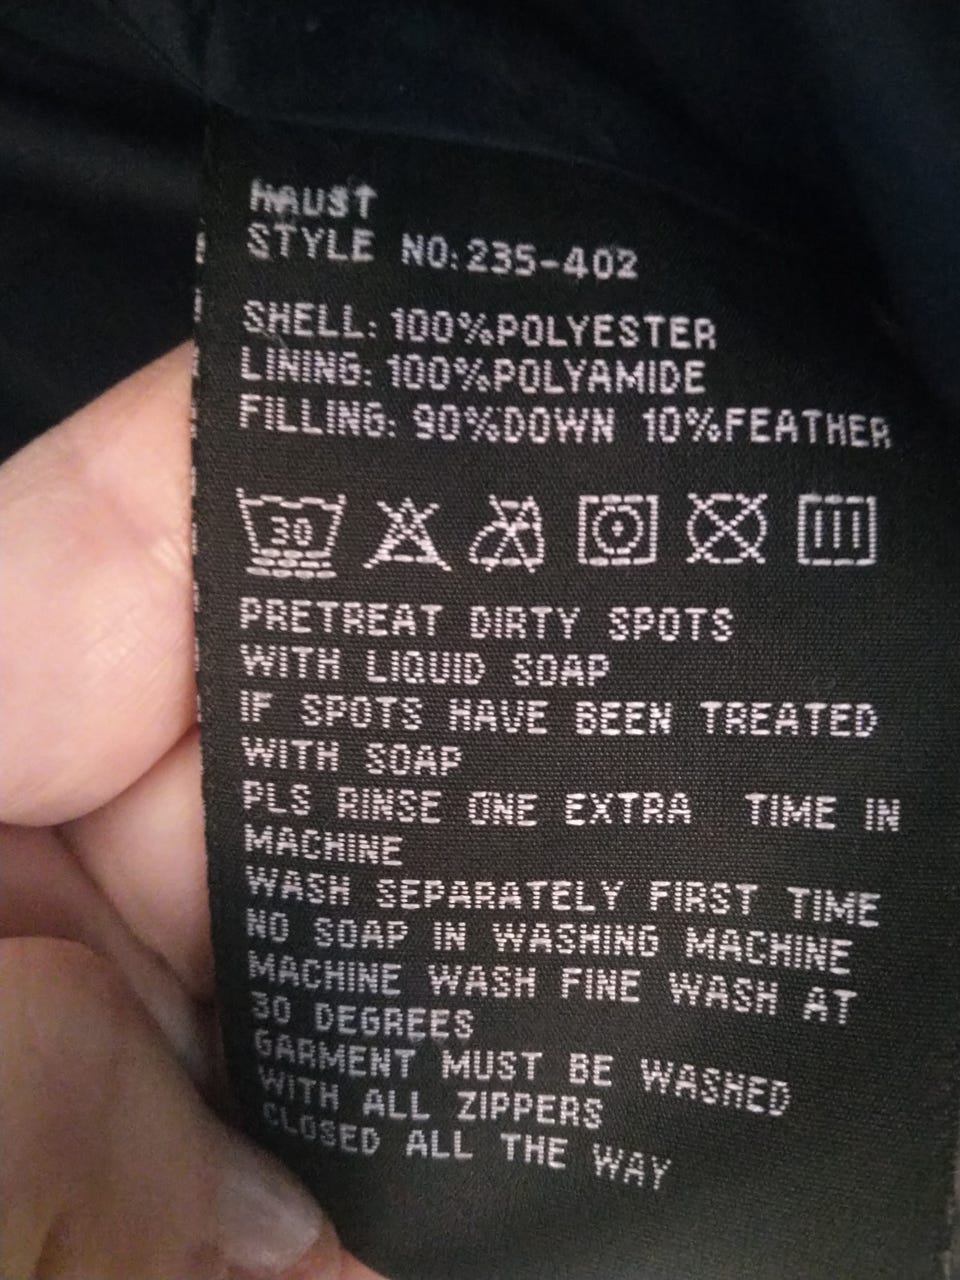 HAUST
STYLE NO:235-402
SHELL: 100%POLYESTER
LINING: 100%POLYAMIDE
FILLING: 90%DOWN 10%FEATHER
30
PRETREAT DIRTY SPOTS
WITH LIQUID SOAP
IF SPOTS HAVE BEEN TREATED
WITH SOAP
PLS RINSE ONE EXTRA TIME IN
MACHINE
WASH SEPARATELY FIRST TIME
NO SOAP IN WASHING MACHINE
MACHINE WASH FINE WASH AT
30 DEGREES
GARMENT MUST BE WASHED
WITH ALL ZIPPERS
CLOSED ALL THE WAY